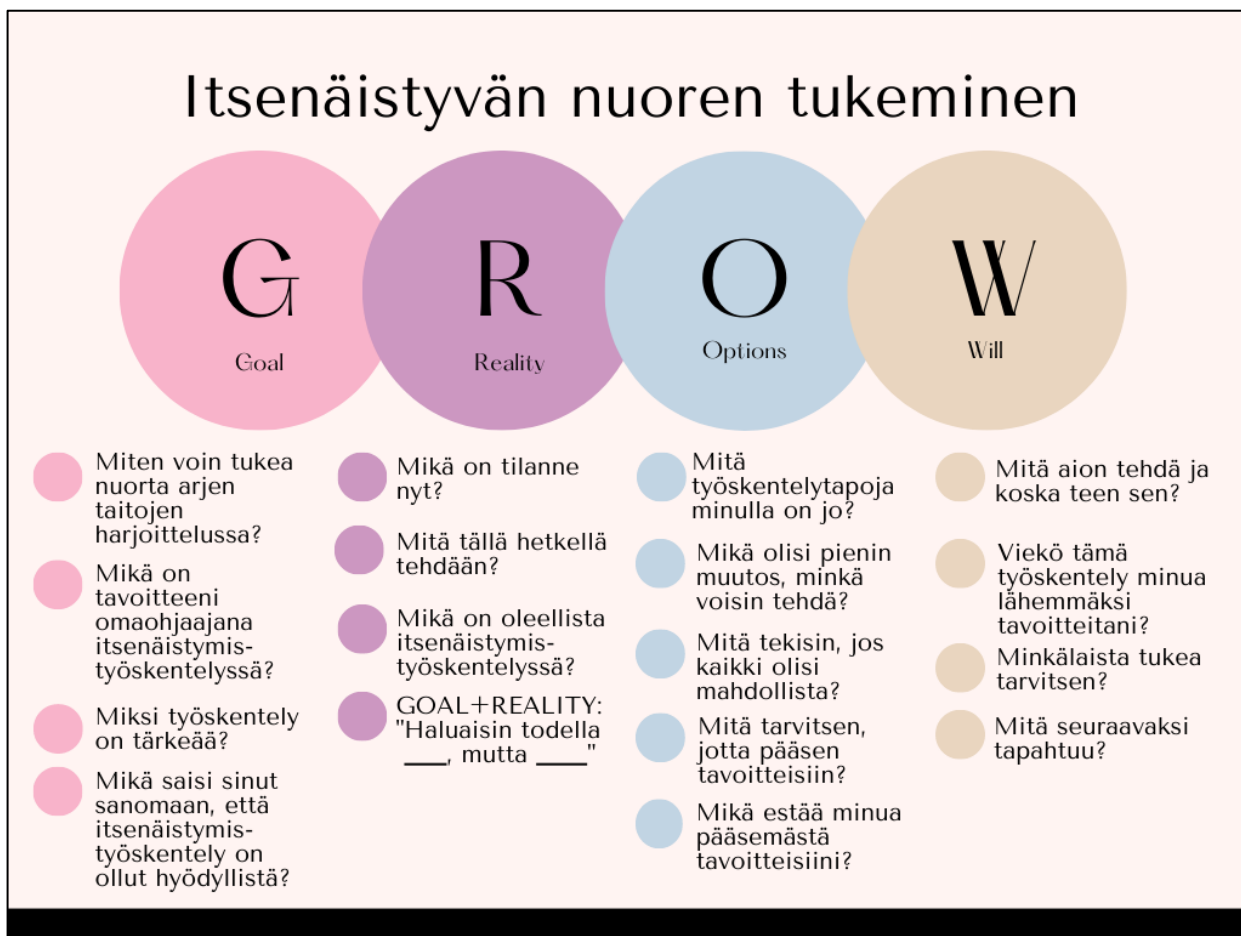 Itsenäistyvän nuoren tukeminen
G
Goal
R
Reality
O
Options
W
Will
Miten voin tukea
nuorta arjen
taitojen
harjoittelussa?
Mikä on
tavoitteeni
omaohjaajana
itsenäistymis-
työskentelyssä?
Miksi työskentely
on tärkeää?
Mikä saisi sinut
sanomaan, että
itsenäistymis-
työskentely on
ollut hyödyllistä?
Mikä on tilanne
nyt?
Mitä tällä hetkellä
tehdään?
Mikä on oleellista
itsenäistymis-
työskentelyssä?
GOAL+REALITY:
"Haluaisin todella
___, mutta ____"
Mitä
työskentelytapoja
minulla on jo?
Mikä olisi pienin
muutos, minkä
voisin tehdä?
Mitä tekisin, jos
kaikki olisi
mahdollista?
Mitä tarvitsen,
jotta pääsen
tavoitteisiin?
Mikä estää minua
pääsemästä
tavoitteisiini?
Mitä aion tehdä ja
koska teen sen?
Viekö tämä
työskentely minua
lähemmäksi
tavoitteitani?
Minkälaista tukea
tarvitsen?
Mitä seuraavaksi
tapahtuu?